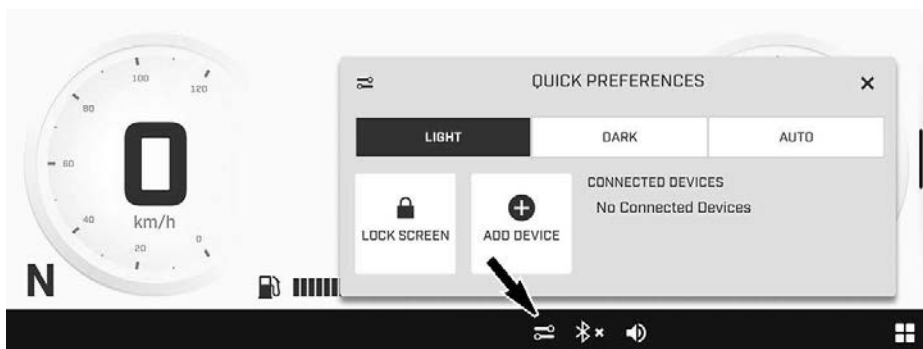 QUICK PREFERENCES
LIGHT DARK AUTO
LOCK SCREEN
ADD DEVICE
CONNECTED DEVICES
No Connected Devices
100
120
80
60
40
20
0
0
km/h
N